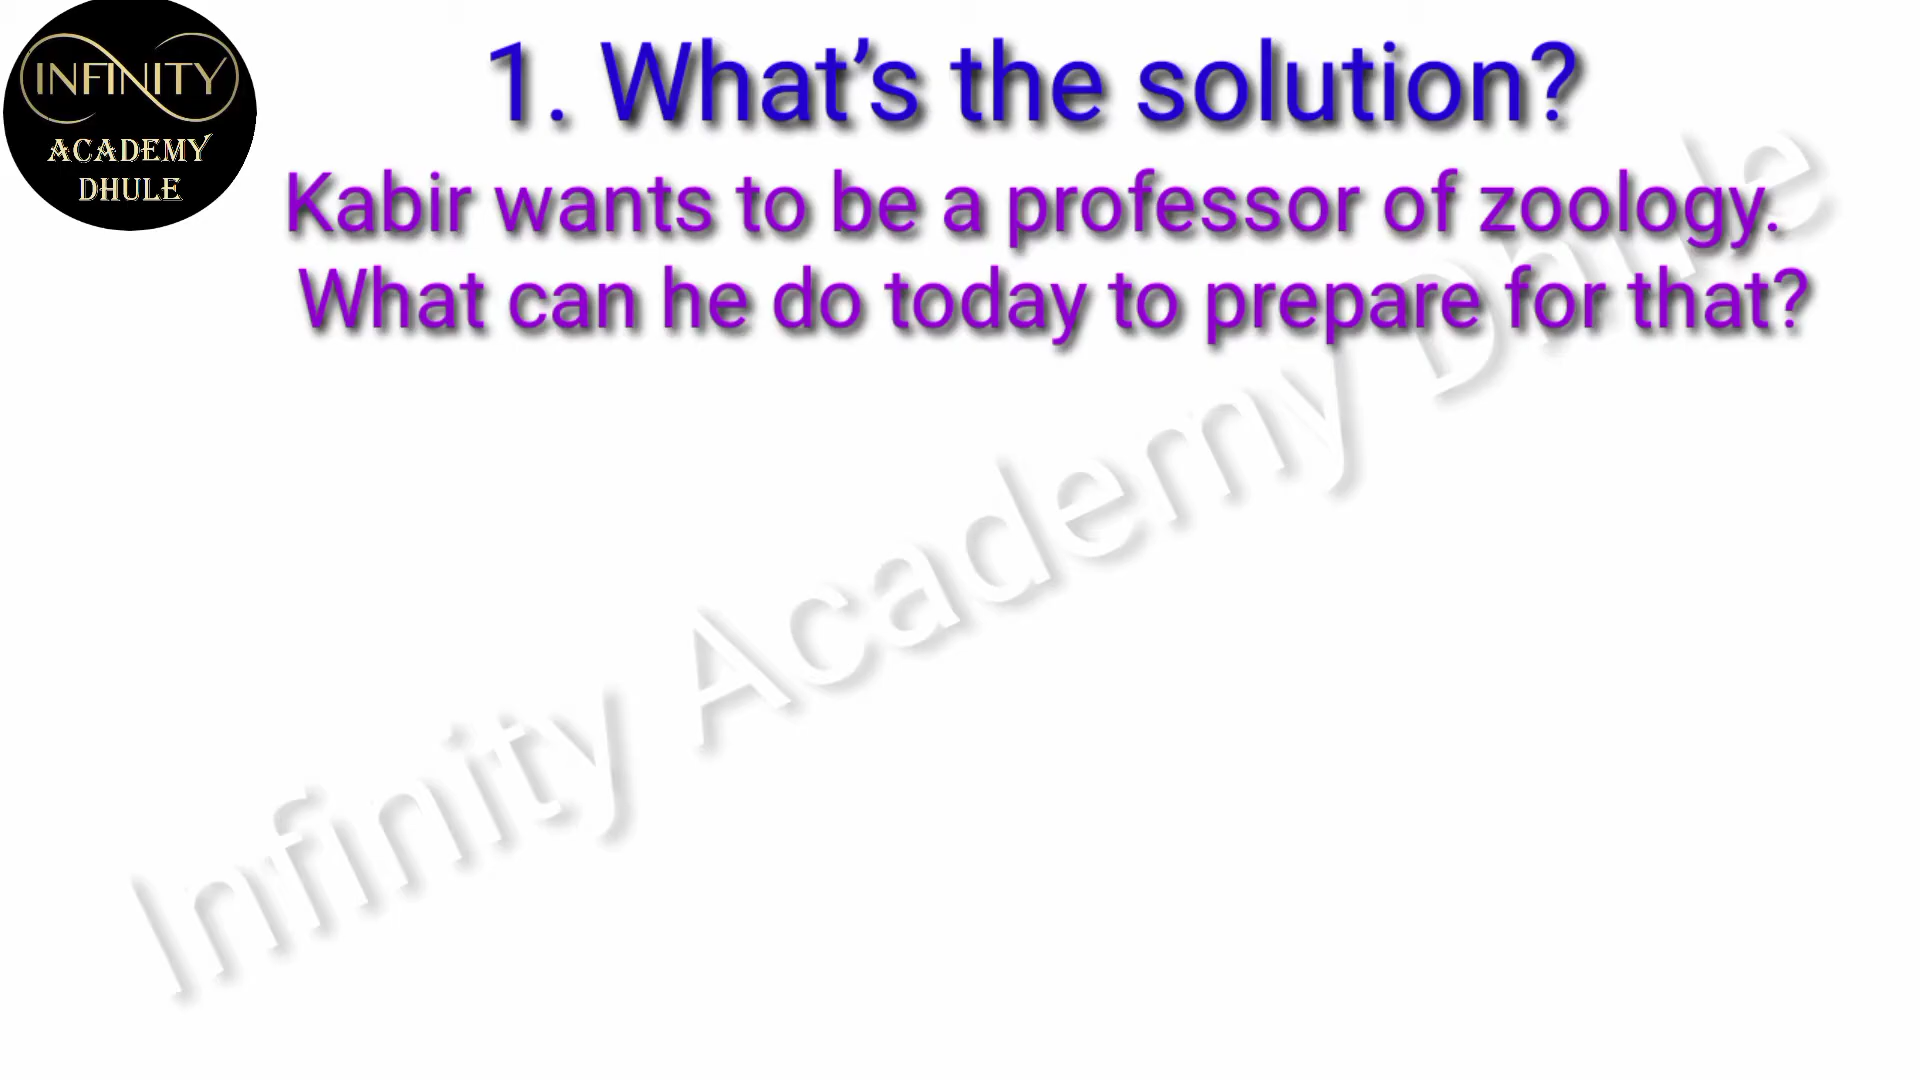 INFINITY
ACADEMY
DHULE
1. What’s the solution?
Kabir wants to be a professor of zoology.
What can he do today to prepare for that?
Infinity Academy Dhule